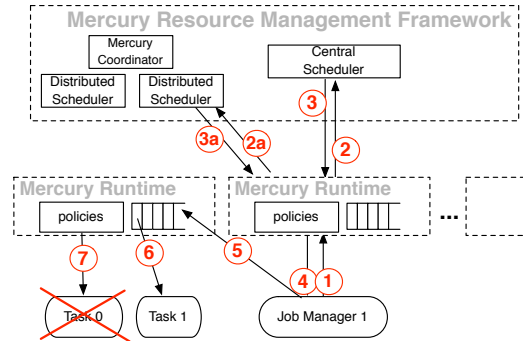 Mercury Resource Management Framework
Mercury
Coordinator
Central
Scheduler
Distributed
Scheduler
Distributed
Scheduler
3
3a
2a
2
Mercury Runtime
Mercury Runtime
policies
policies
...
7
6
5
4
1
Task 0
Task 1
Job Manager 1